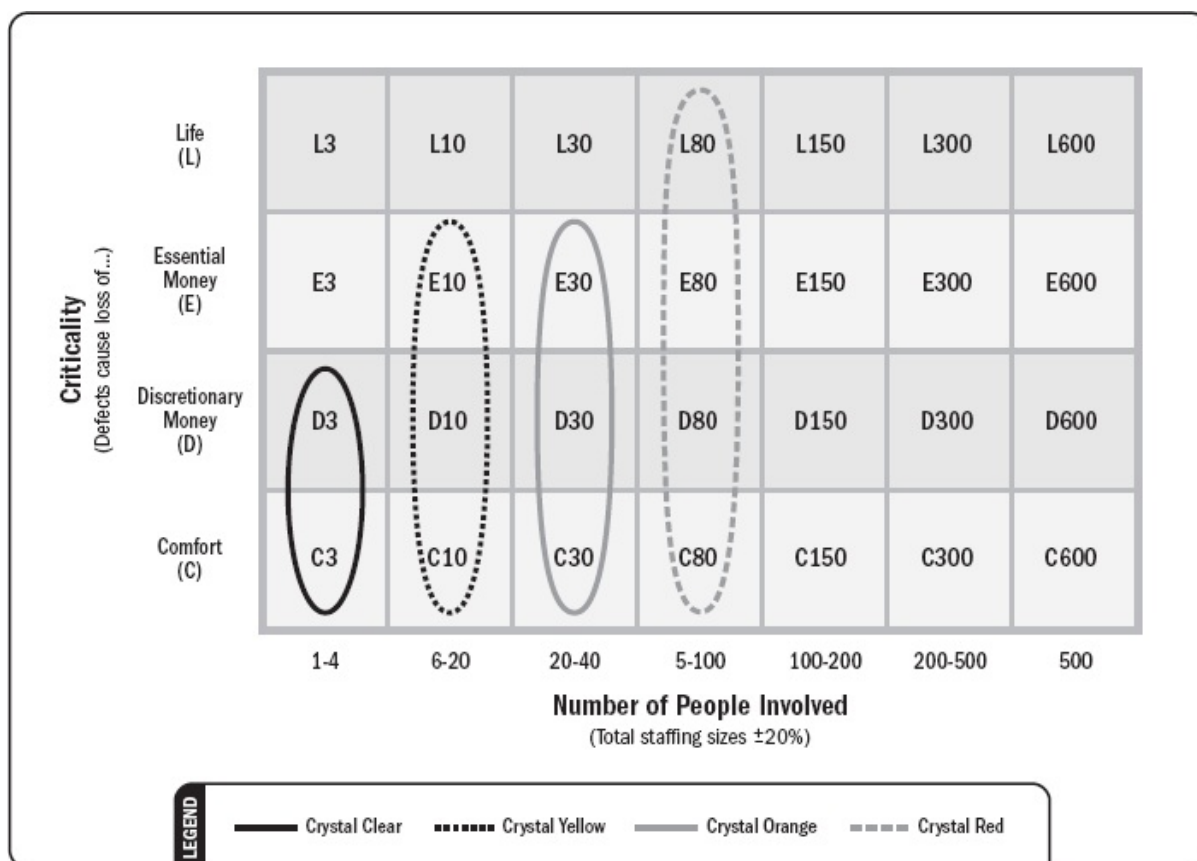 Life
(L)
L3 L10 L30 L80 L150 L300 L600
Essential
Money
(E)
E3 E10 E30 E80 E150 E300 E600
Criticality
(Defects cause loss of...)
Discretionary
Money
(D)
D3 D10 D30 D80 D150 D300 D600
Comfort
(C)
C3 C10 C30 C80 C150 C300 C600
1-4 6-20 20-40 5-100 100-200 200-500 500
Number of People Involved
(Total staffing sizes ±20%)
LEGEND
Crystal Clear Crystal Yellow Crystal Orange Crystal Red